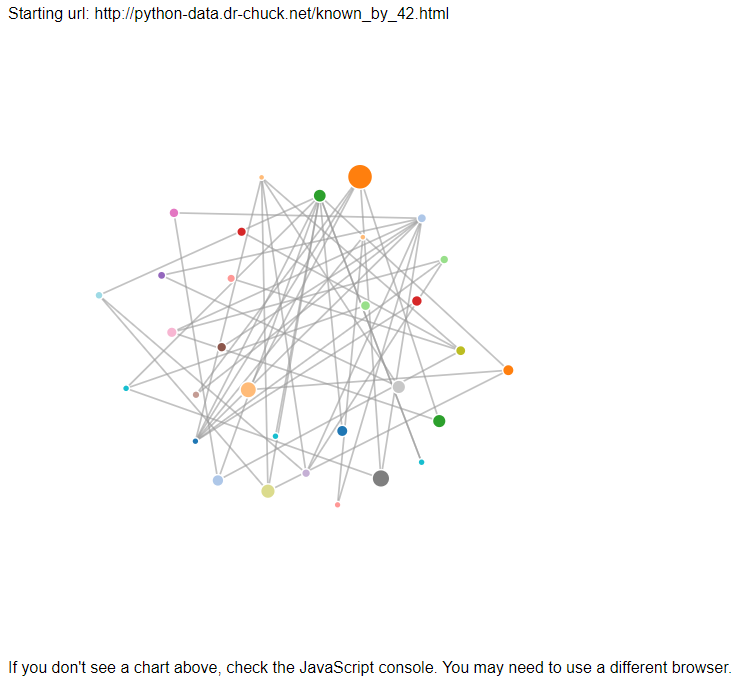 Starting url: http://python-data.dr-chuck.net/known_by_42.html
If you don't see a chart above, check the JavaScript console. You may need to use a different browser.